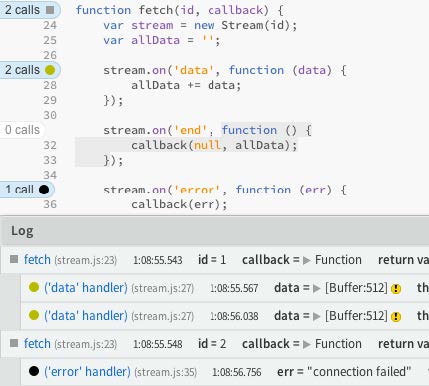 2 calls function fetch(id, callback) {
24 var stream = new Stream(id);
25 var allData = '';
26
2 calls stream.on('data', function (data) {
28 allData += data;
29 });
30
0 calls stream.on('end', function () {
32 callback(null, allData);
33 });
34
1 call stream.on('error', function (err) {
36 callback(err);
Log
fetch (stream.js:23) 1:08:55.543 id = 1 callback = ▶ Function return va
('data' handler) (stream.js:27) 1:08:55.567 data = ▶ [Buffer:512] ! th
('data' handler) (stream.js:27) 1:08:56.038 data = ▶ [Buffer:512] ! th
fetch (stream.js:23) 1:08:55.548 id = 2 callback = ▶ Function return va
('error' handler) (stream.js:35) 1:08:56.756 err = "connection failed"